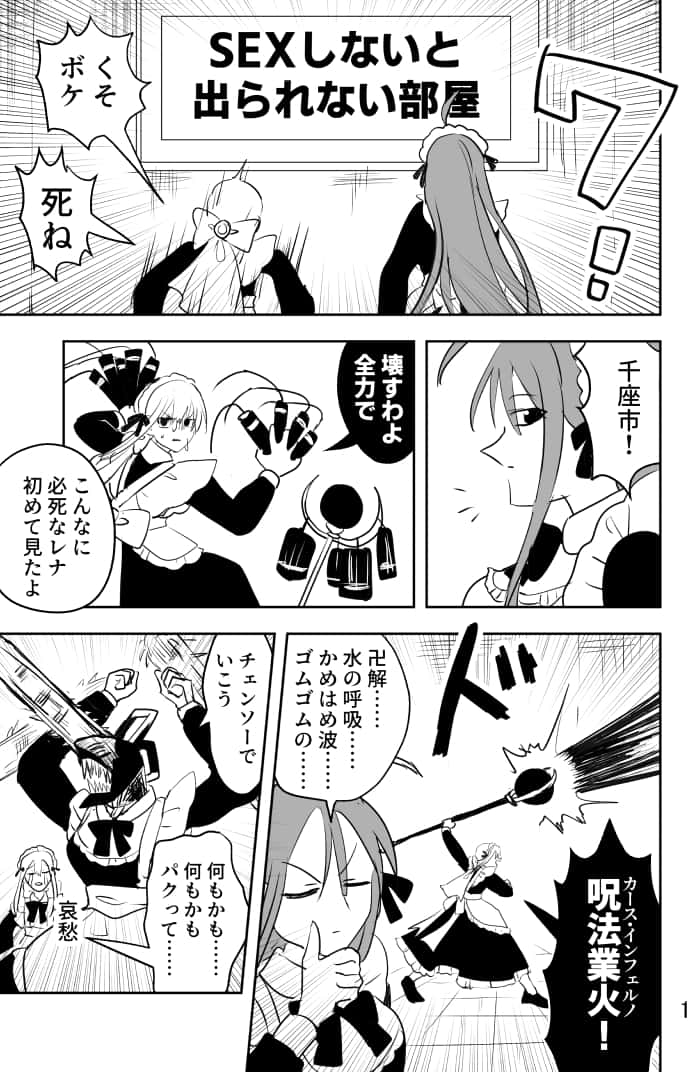 SEXしないと
出られない部屋
ワ!
くそ
ボケ
死ね
千座市!
壊すわよ
全力で
こんなに
必死なレナ
初めて見たよ
ドッ
卍解……
水の呼吸……
かめはめ波……
ゴムゴムの……
カース・インフェルノ
呪法業火!
チェンソーで
いこう
何もかも…
何もかも
パクって……
哀愁
1